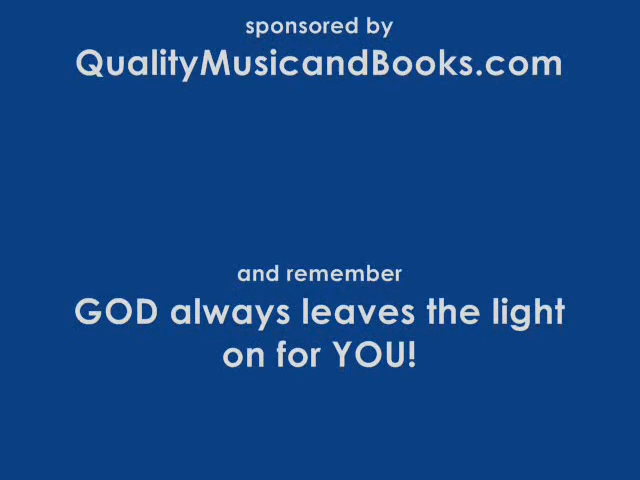 sponsored by
QualityMusicandBooks.com
and remember
GOD always leaves the light
on for YOU!